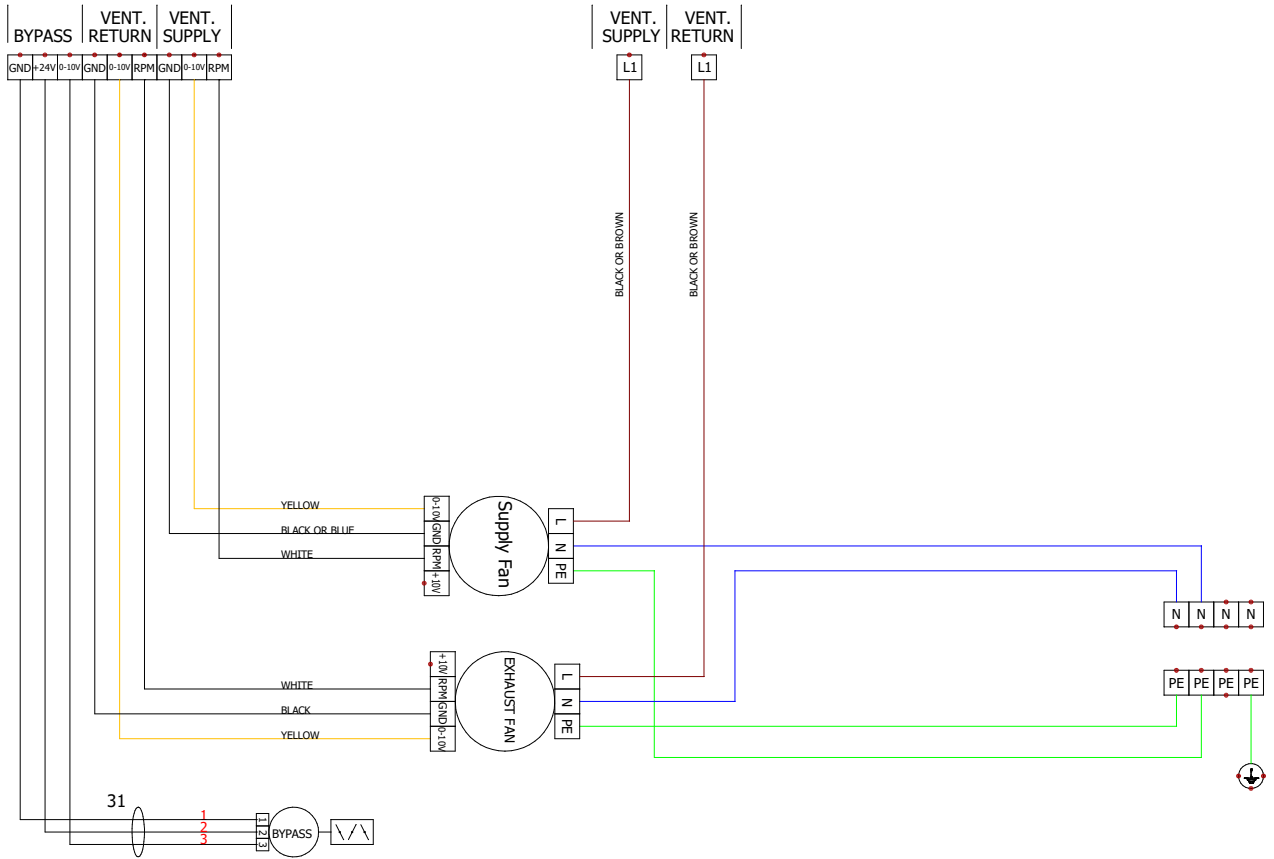 VENT. VENT.
BYPASS RETURN SUPPLY
GND +24V 0-10V GND 0-10V RPM GND 0-10V RPM
VENT. VENT.
SUPPLY RETURN
L1 L1
BLACK OR BROWN
BLACK OR BROWN
YELLOW
BLACK OR BLUE
WHITE
0-10V
GND
RPM
+10V
Supply Fan
L
N
PE
N N N N
PE PE PE PE
WHITE
BLACK
YELLOW
+10V
RPM
GND
0-10V
EXHAUST FAN
L
N
PE
31
1
2
3
1
2
3
BYPASS